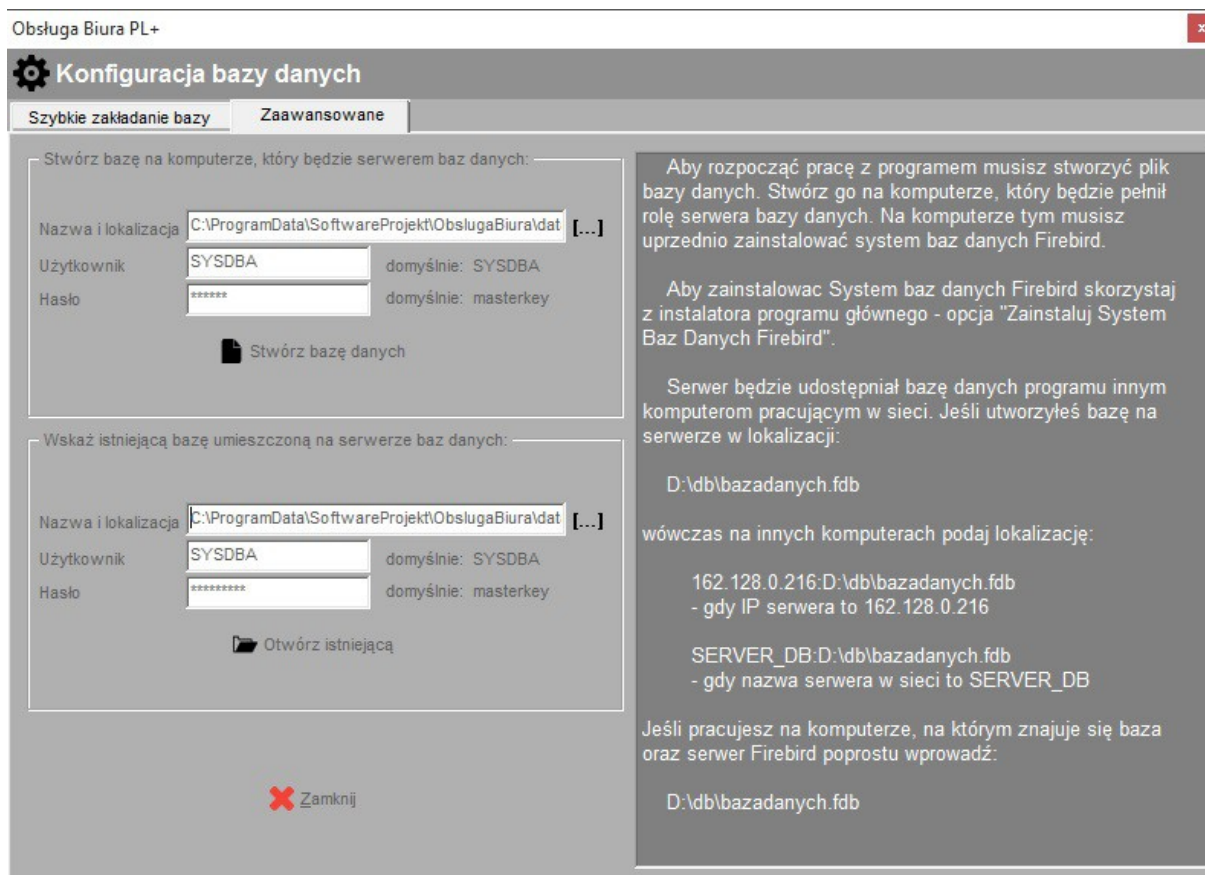 Obsługa Biura PL+
x
Konfiguracja bazy danych
Szybkie zakładanie bazy
Zaawansowane
Stwórz bazę na komputerze, który będzie serwerem baz danych:
Nazwa i lokalizacja C:\ProgramData\SoftwareProjekt\ObslugaBiura\dat [...]
Użytkownik SYSDBA domyślnie: SYSDBA
Hasło ****** domyślnie: masterkey
Stwórz bazę danych
Wskaż istniejącą bazę umieszczoną na serwerze baz danych:
Nazwa i lokalizacja C:\ProgramData\SoftwareProjekt\ObslugaBiura\dat [...]
Użytkownik SYSDBA domyślnie: SYSDBA
Hasło ********* domyślnie: masterkey
Otwórz istniejącą
Zamknij
Aby rozpocząć pracę z programem musisz stworzyć plik
bazy danych. Stwórz go na komputerze, który będzie pełnił
rolę serwera bazy danych. Na komputerze tym musisz
uprzednio zainstalować system baz danych Firebird.
Aby zainstalowac System baz danych Firebird skorzystaj
z instalatora programu głównego - opcja "Zainstaluj System
Baz Danych Firebird".
Serwer będzie udostępniał bazę danych programu innym
komputerom pracującym w sieci. Jeśli utworzyłeś bazę na
serwerze w lokalizacji:
D:\db\bazadanych.fdb
wówczas na innych komputerach podaj lokalizację:
162.128.0.216:D:\db\bazadanych.fdb
- gdy IP serwera to 162.128.0.216
SERVER_DB:D:\db\bazadanych.fdb
- gdy nazwa serwera w sieci to SERVER_DB
Jeśli pracujesz na komputerze, na którym znajuje się baza
oraz serwer Firebird poprostu wprowadź:
D:\db\bazadanych.fdb